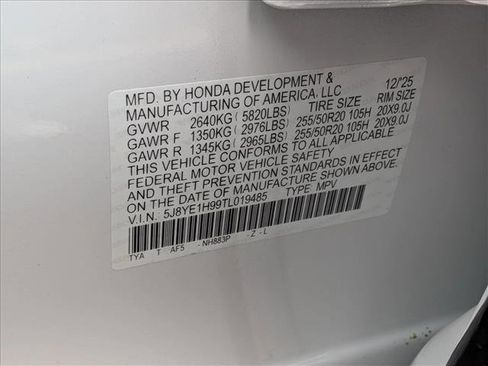 MFD. BY HONDA DEVELOPMENT & 12/'25
MANUFACTURING OF AMERICA, LLC
TIRE SIZE RIM SIZE
GVWR 2640KG (5820LBS)
GAWR F 1350KG (2976LBS) 255/50R20 105H 20X9.0J
GAWR R 1345KG (2965LBS) 255/50R20 105H 20X9.0J
THIS VEHICLE CONFORMS TO ALL APPLICABLE
FEDERAL MOTOR VEHICLE SAFETY
AND THEFT PREVENTION STANDARDS IN EFFECT
ON THE DATE OF MANUFACTURE SHOWN ABOVE.
V.I.N. 5J8YE1H99TL019485 TYPE MPV
TYA T AF5 - NH883P - Z - L